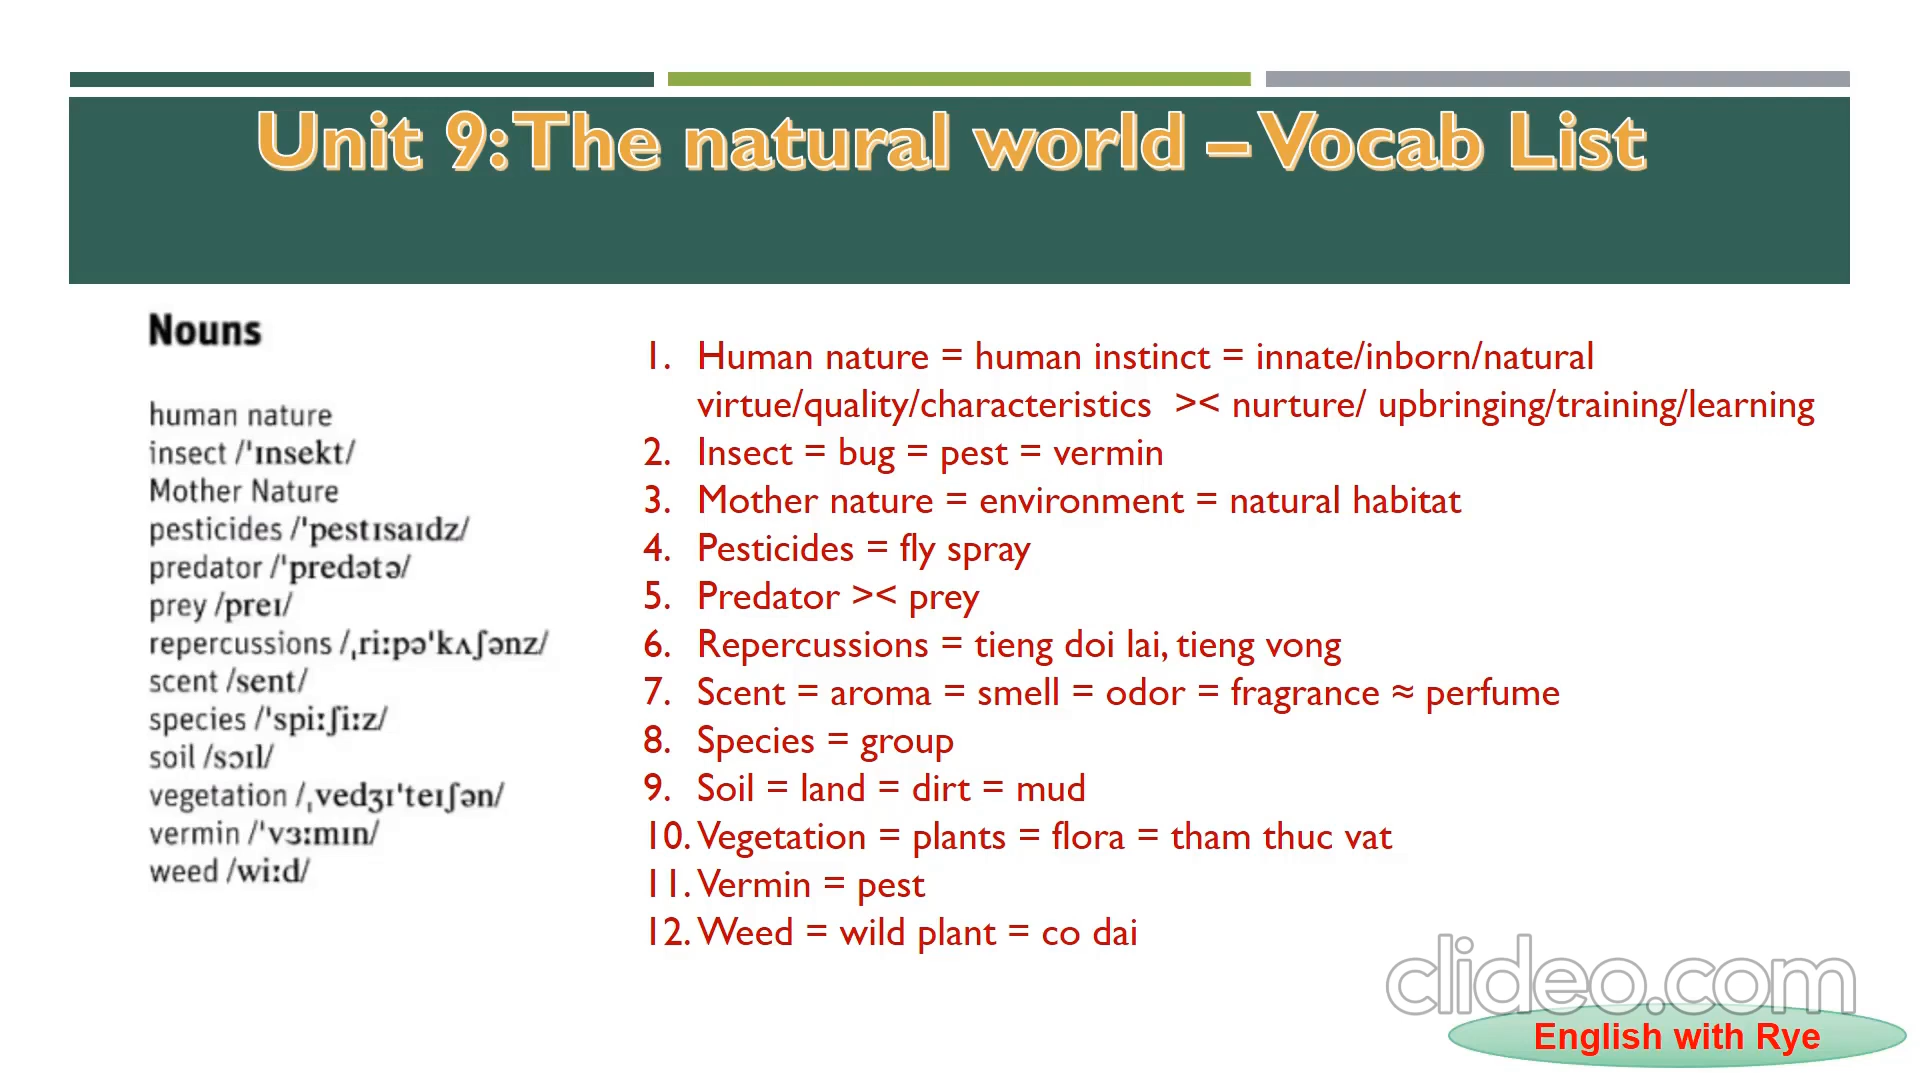 Unit 9: The natural world – Vocab List
Nouns
human nature
insect /ˈɪnsekt/
Mother Nature
pesticides /ˈpestɪsaɪdz/
predator /ˈpredətə/
prey /preɪ/
repercussions /ˌriːpəˈkʌʃənz/
scent /sent/
species /ˈspiːʃiːz/
soil /sɔɪl/
vegetation /ˌvedʒɪˈteɪʃən/
vermin /ˈvɜːmɪn/
weed /wiːd/
1. Human nature = human instinct = innate/inborn/natural
virtue/quality/characteristics >< nurture/ upbringing/training/learning
2. Insect = bug = pest = vermin
3. Mother nature = environment = natural habitat
4. Pesticides = fly spray
5. Predator >< prey
6. Repercussions = tieng doi lai, tieng vong
7. Scent = aroma = smell = odor = fragrance ≈ perfume
8. Species = group
9. Soil = land = dirt = mud
10. Vegetation = plants = flora = tham thuc vat
11. Vermin = pest
12. Weed = wild plant = co dai
clideo.com
English with Rye